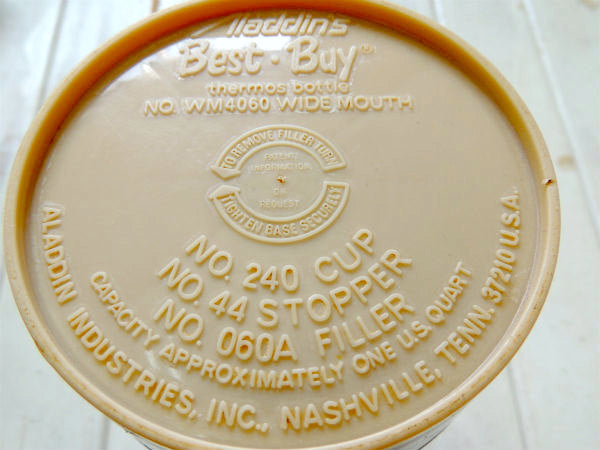 Aladdin's
Best·Buy®
thermos bottle
NO. WM4060 WIDE MOUTH
TO REMOVE FILLER TURN
PATENT
INFORMATION
ON
REQUEST
TIGHTEN BASE SECURELY
NO. 240 CUP
NO. 44 STOPPER
NO. 060A FILLER
CAPACITY APPROXIMATELY ONE U.S. QUART
ALADDIN INDUSTRIES, INC., NASHVILLE, TENN. 37210 U.S.A.